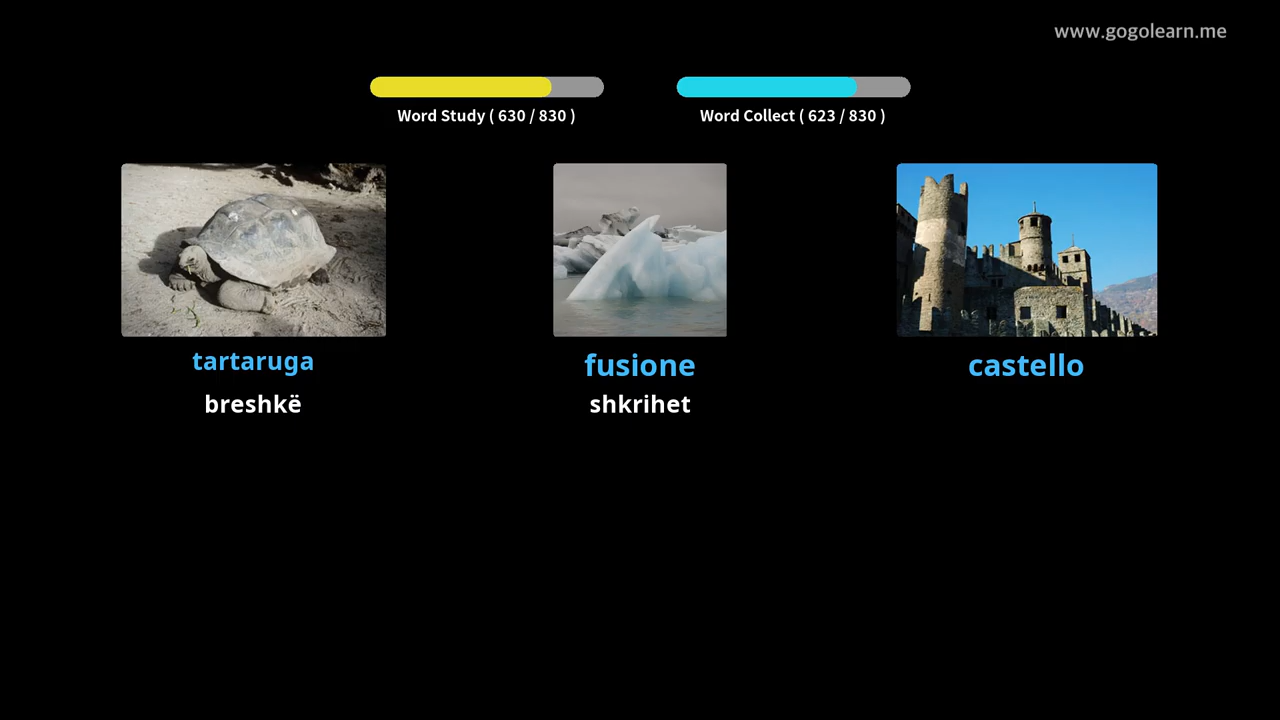 www.gogolearn.me
Word Study ( 630 / 830 )
Word Collect ( 623 / 830 )
tartaruga
fusione
castello
breshkë
shkrihet